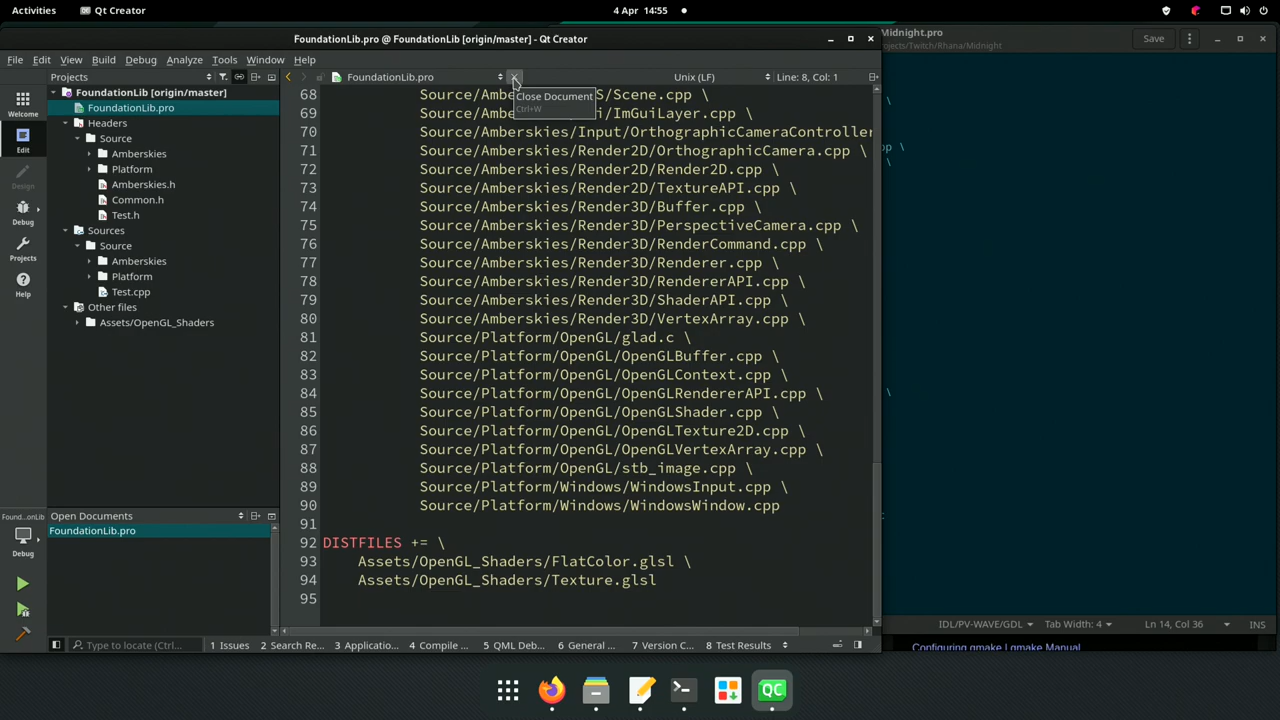 Activities
Qt Creator
4 Apr 14:55
FoundationLib.pro @ FoundationLib [origin/master] - Qt Creator
Midnight.pro
Save
File Edit View Build Debug Tools Analyze Window Help
Projects
FoundationLib.pro
Unix (LF)
Line: 8, Col: 1
Close Document
Ctrl+W
Welcome
Edit
Design
Debug
Projects
Help
FoundationLib [origin/master]
FoundationLib.pro
Headers
Source
Amberskies
Platform
Amberskies.h
Common.h
Test.h
Sources
Source
Amberskies
Platform
Test.cpp
Other files
Assets/OpenGL_Shaders
68 Source/Ambe S/Scene.cpp \
69 Source/Ambe i/ImGuiLayer.cpp \
70 Source/Amberskies/Input/OrthographicCameraController
71 Source/Amberskies/Render2D/OrthographicCamera.cpp \
72 Source/Amberskies/Render2D/Render2D.cpp \
73 Source/Amberskies/Render2D/TextureAPI.cpp \
74 Source/Amberskies/Render3D/Buffer.cpp \
75 Source/Amberskies/Render3D/PerspectiveCamera.cpp \
76 Source/Amberskies/Render3D/RenderCommand.cpp \
77 Source/Amberskies/Render3D/Renderer.cpp \
78 Source/Amberskies/Render3D/RendererAPI.cpp \
79 Source/Amberskies/Render3D/ShaderAPI.cpp \
80 Source/Amberskies/Render3D/VertexArray.cpp \
81 Source/Platform/OpenGL/glad.c \
82 Source/Platform/OpenGL/OpenGLBuffer.cpp \
83 Source/Platform/OpenGL/OpenGLContext.cpp \
84 Source/Platform/OpenGL/OpenGLRendererAPI.cpp \
85 Source/Platform/OpenGL/OpenGLShader.cpp \
86 Source/Platform/OpenGL/OpenGLTexture2D.cpp \
87 Source/Platform/OpenGL/OpenGLVertexArray.cpp \
88 Source/Platform/OpenGL/stb_image.cpp \
89 Source/Platform/Windows/WindowsInput.cpp \
90 Source/Platform/Windows/WindowsWindow.cpp
91
92 DISTFILES += \
93 Assets/OpenGL_Shaders/FlatColor.glsl \
94 Assets/OpenGL_Shaders/Texture.glsl
95
Found...onLib
Debug
Open Documents
FoundationLib.pro
Type to locate (Ctrl...
1 Issues
2 Search Re...
3 Applicatio...
4 Compile ...
5 QML Deb...
6 General ...
7 Version C...
8 Test Results
IDL/PV-WAVE/GDL
Tab Width: 4
Ln 14, Col 36
INS
QC